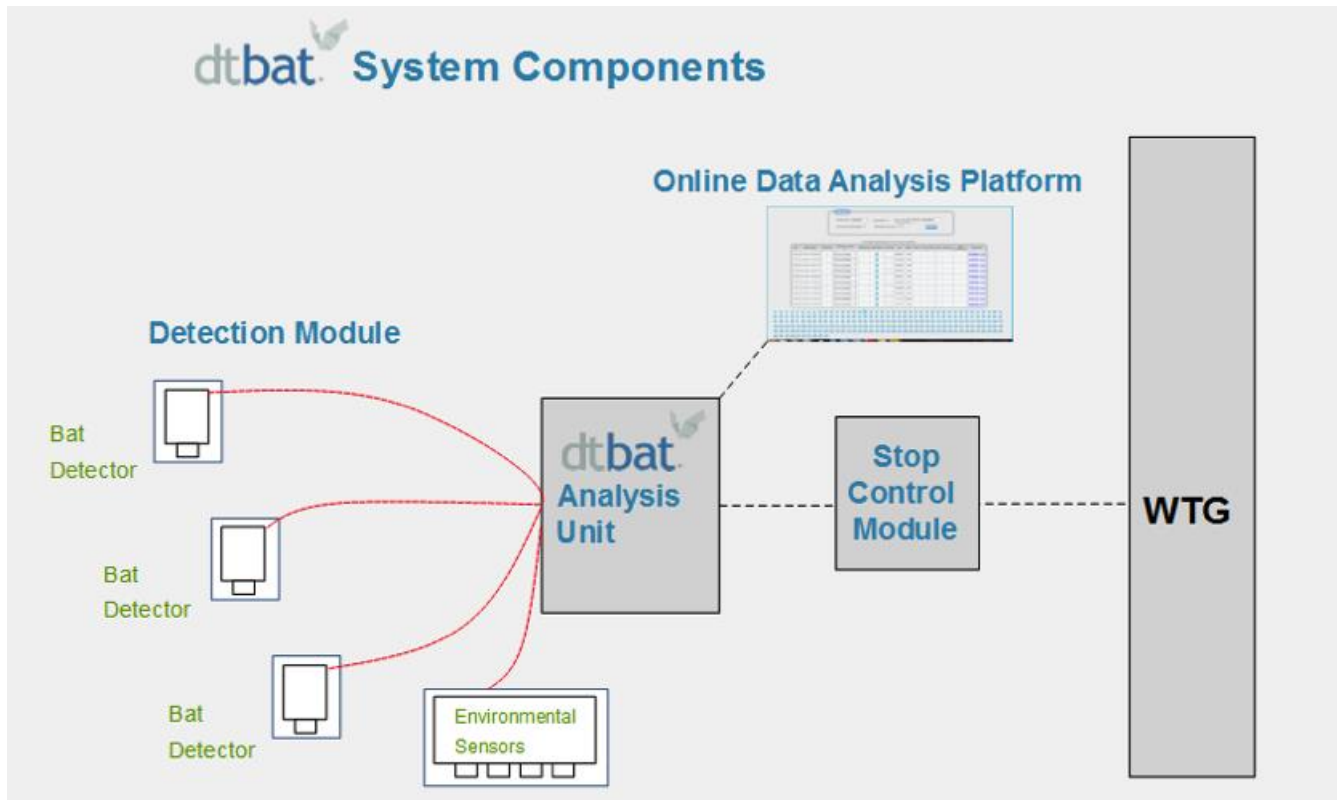 dtbat. System Components
Online Data Analysis Platform
Detection Module
Bat
Detector
Bat
Detector
Bat
Detector
Environmental
Sensors
dtbat.
Analysis
Unit
Stop
Control
Module
WTG